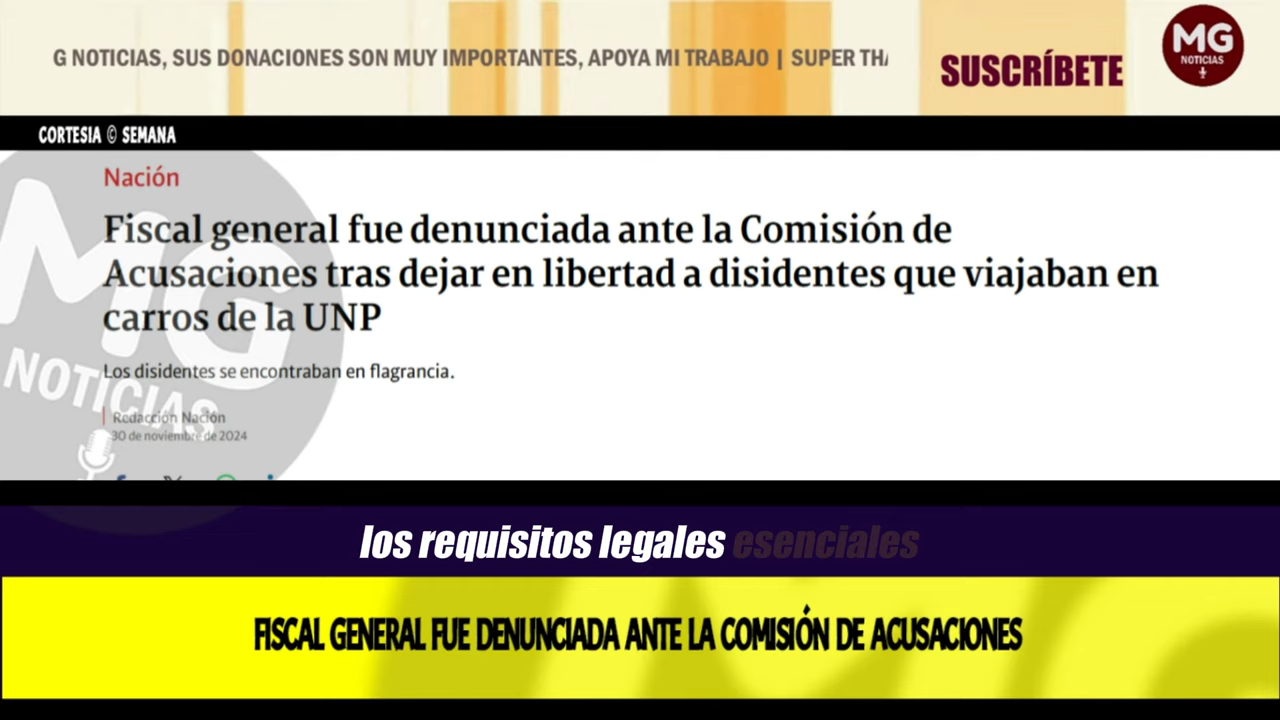 G NOTICIAS, SUS DONACIONES SON MUY IMPORTANTES, APOYA MI TRABAJO | SUPER THA
SUSCRÍBETE
MG
NOTICIAS
CORTESIA © SEMANA
Nación
Fiscal general fue denunciada ante la Comisión de
Acusaciones tras dejar en libertad a disidentes que viajaban en
carros de la UNP
Los disidentes se encontraban en flagrancia.
Redacción Nación
30 de noviembre de 2024
MG
NOTICIAS
los requisitos legales esenciales
FISCAL GENERAL FUE DENUNCIADA ANTE LA COMISIÓN DE ACUSACIONES